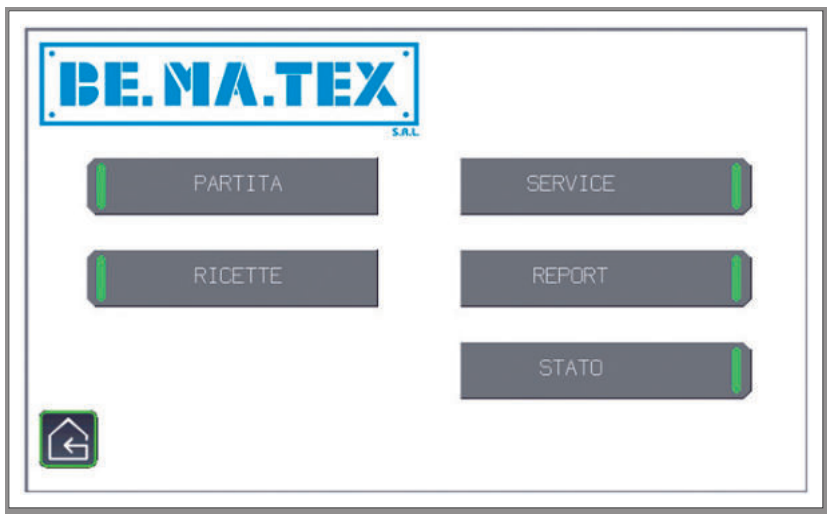 BE.MA.TEX
S.R.L.
PARTITA
SERVICE
RICETTE
REPORT
STATO